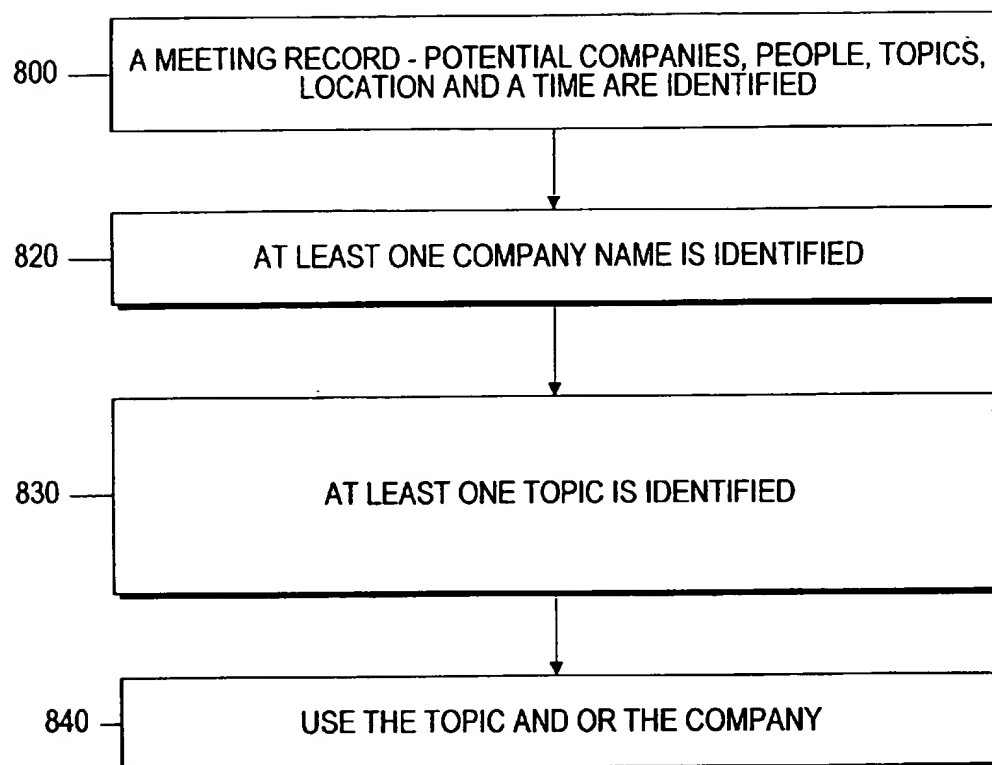 800
A MEETING RECORD - POTENTIAL COMPANIES, PEOPLE, TOPICS,
LOCATION AND A TIME ARE IDENTIFIED
820
AT LEAST ONE COMPANY NAME IS IDENTIFIED
830
AT LEAST ONE TOPIC IS IDENTIFIED
840
USE THE TOPIC AND OR THE COMPANY